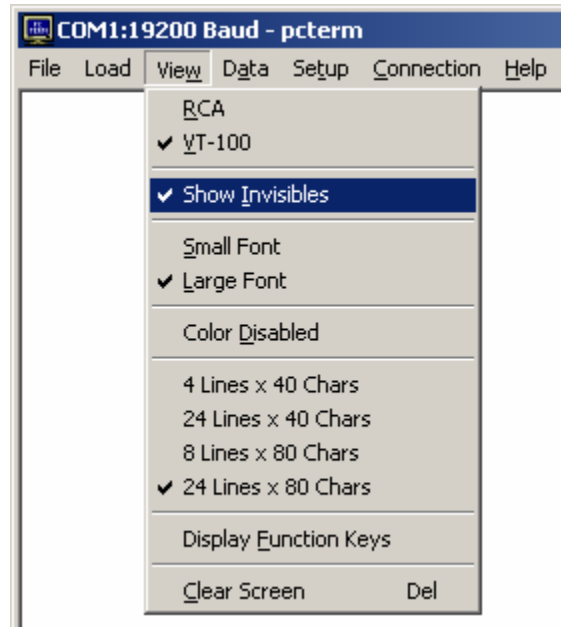 COM1:19200 Baud - pcterm
File Load View Data Setup Connection Help
RCA
VT-100
Show Invisibles
Small Font
Large Font
Color Disabled
4 Lines x 40 Chars
24 Lines x 40 Chars
8 Lines x 80 Chars
24 Lines x 80 Chars
Display Function Keys
Clear Screen Del